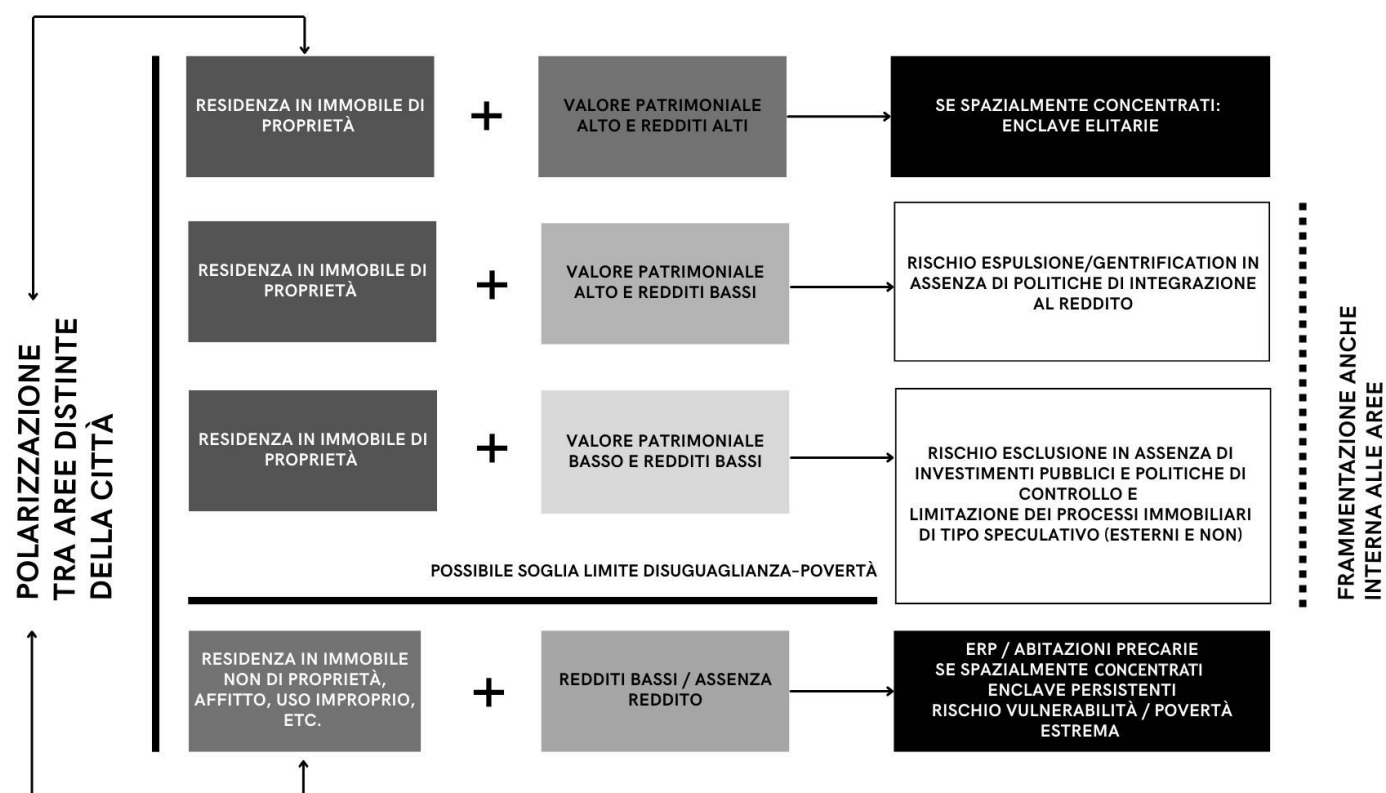 RESIDENZA IN IMMOBILE DI
PROPRIETÀ
VALORE PATRIMONIALE
ALTO E REDDITI ALTI
SE SPAZIALMENTE CONCENTRATI:
ENCLAVE ELITARIE
RESIDENZA IN IMMOBILE DI
PROPRIETÀ
VALORE PATRIMONIALE
ALTO E REDDITI BASSI
RISCHIO ESPULSIONE/GENTRIFICATION IN
ASSENZA DI POLITICHE DI INTEGRAZIONE
AL REDDITO
RESIDENZA IN IMMOBILE DI
PROPRIETÀ
VALORE PATRIMONIALE
BASSO E REDDITI BASSI
RISCHIO ESCLUSIONE IN ASSENZA DI
INVESTIMENTI PUBBLICI E POLITICHE DI
CONTROLLO E
LIMITAZIONE DEI PROCESSI IMMOBILIARI
DI TIPO SPECULATIVO (ESTERNI E NON)
POSSIBILE SOGLIA LIMITE DISUGUAGLIANZA-POVERTÀ
RESIDENZA IN IMMOBILE
NON DI PROPRIETÀ,
AFFITTO, USO IMPROPRIO,
ETC.
REDDITI BASSI / ASSENZA
REDDITO
ERP / ABITAZIONI PRECARIE
SE SPAZIALMENTE CONCENTRATI
ENCLAVE PERSISTENTI
RISCHIO VULNERABILITÀ / POVERTÀ
ESTREMA
POLARIZZAZIONE
TRA AREE DISTINTE
DELLA CITTÀ
FRAMMENTAZIONE ANCHE
INTERNA ALLE AREE